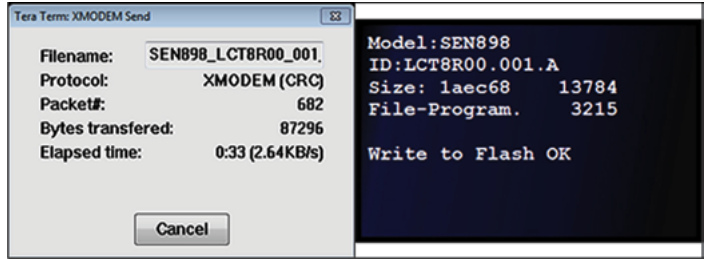 Tera Term: XMODEM Send
Filename: SEN898_LCT8R00_001.
Protocol: XMODEM (CRC)
Packet#: 682
Bytes transfered: 87296
Elapsed time: 0:33 (2.64KB/s)
Cancel
Model:SEN898
ID:LCT8R00.001.A
Size: 1aec68 13784
File-Program. 3215
Write to Flash OK